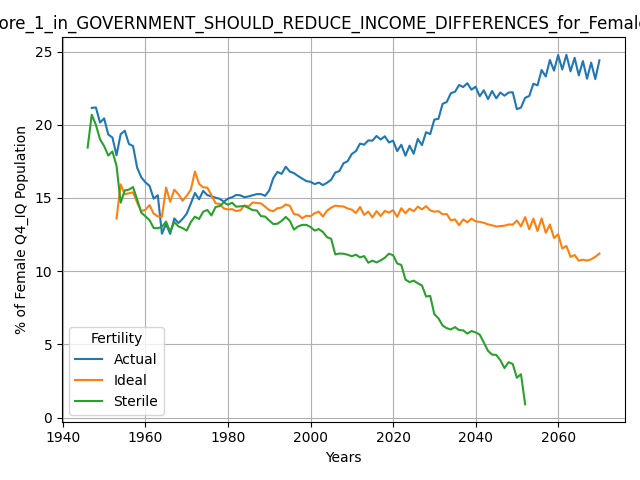 ore_1_in_GOVERNMENT_SHOULD_REDUCE_INCOME_DIFFERENCES_for_Female
% of Female Q4_IQ Population
25
20
15
10
5
0
Fertility
Actual
Ideal
Sterile
1940 1960 1980 2000 2020 2040 2060
Years